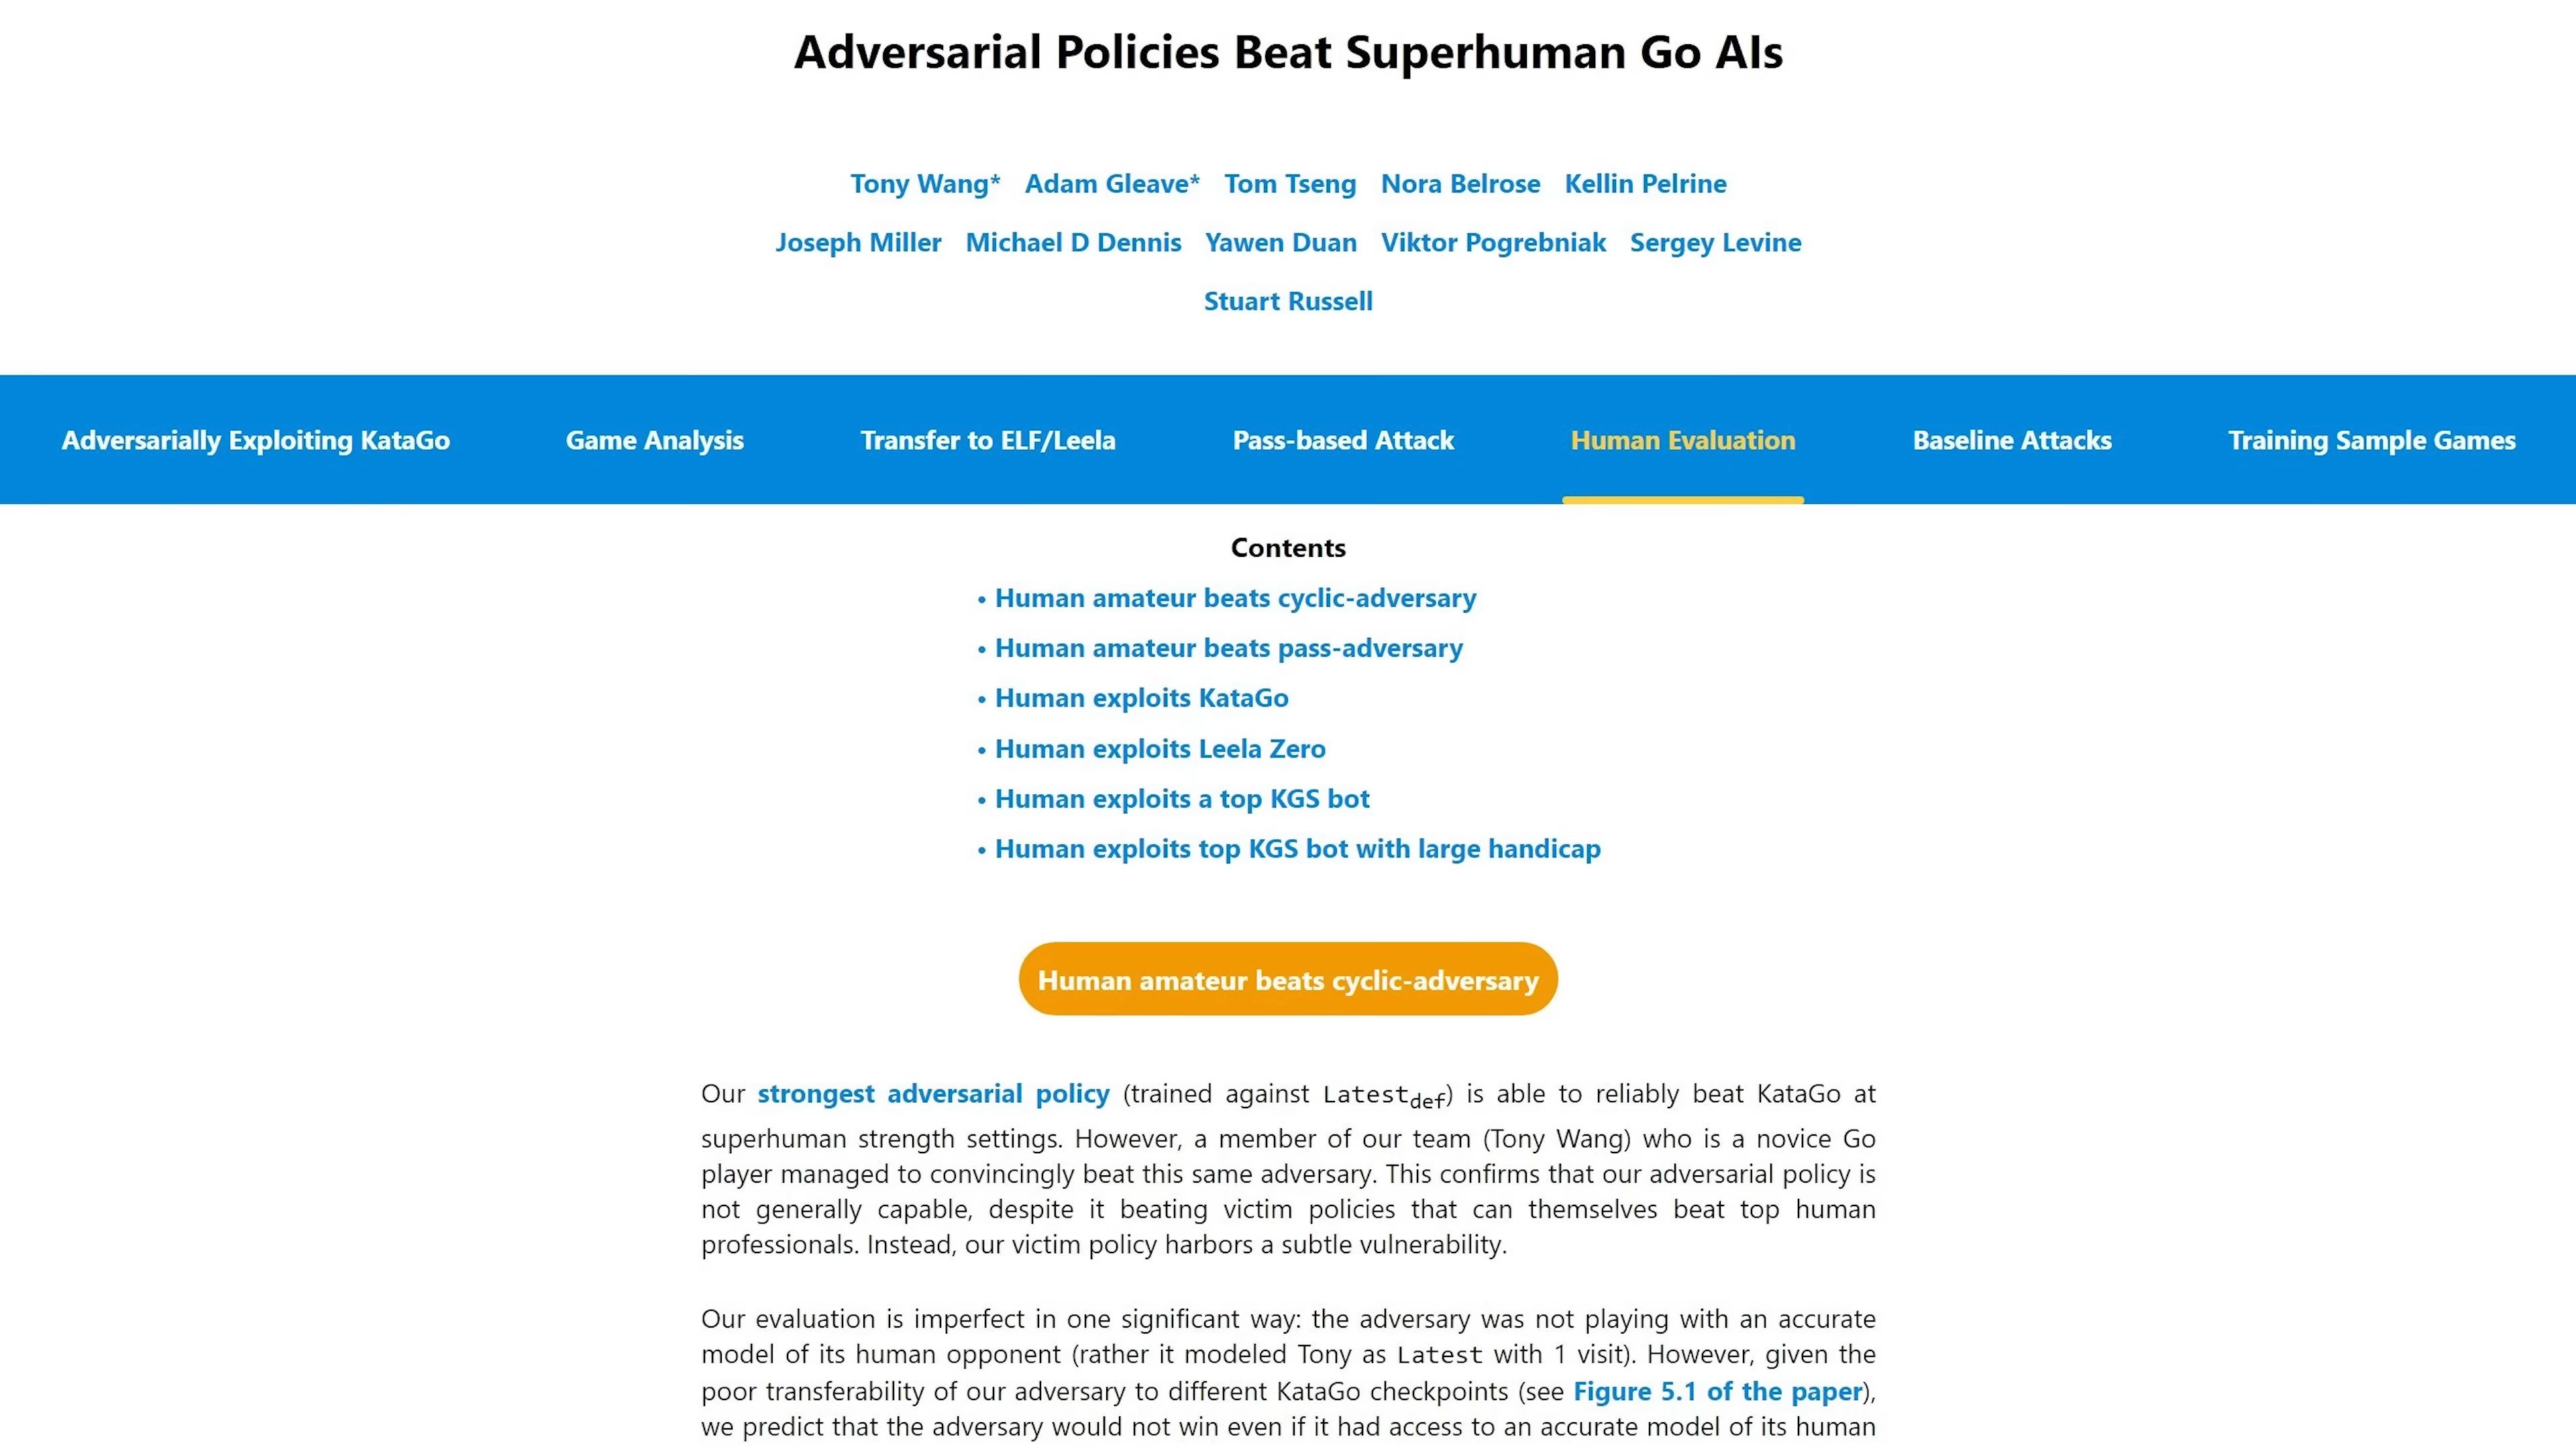 Adversarial Policies Beat Superhuman Go AIs
Tony Wang* Adam Gleave* Tom Tseng Nora Belrose Kellin Pelrine
Joseph Miller Michael D Dennis Yawen Duan Viktor Pogrebniak Sergey Levine
Stuart Russell
Adversarially Exploiting KataGo Game Analysis Transfer to ELF/Leela Pass-based Attack Human Evaluation Baseline Attacks Training Sample Games
Contents
• Human amateur beats cyclic-adversary
• Human amateur beats pass-adversary
• Human exploits KataGo
• Human exploits Leela Zero
• Human exploits a top KGS bot
• Human exploits top KGS bot with large handicap
Human amateur beats cyclic-adversary
Our strongest adversarial policy (trained against Latestdef) is able to reliably beat KataGo at
superhuman strength settings. However, a member of our team (Tony Wang) who is a novice Go
player managed to convincingly beat this same adversary. This confirms that our adversarial policy is
not generally capable, despite it beating victim policies that can themselves beat top human
professionals. Instead, our victim policy harbors a subtle vulnerability.
Our evaluation is imperfect in one significant way: the adversary was not playing with an accurate
model of its human opponent (rather it modeled Tony as Latest with 1 visit). However, given the
poor transferability of our adversary to different KataGo checkpoints (see Figure 5.1 of the paper),
we predict that the adversary would not win even if it had access to an accurate model of its human